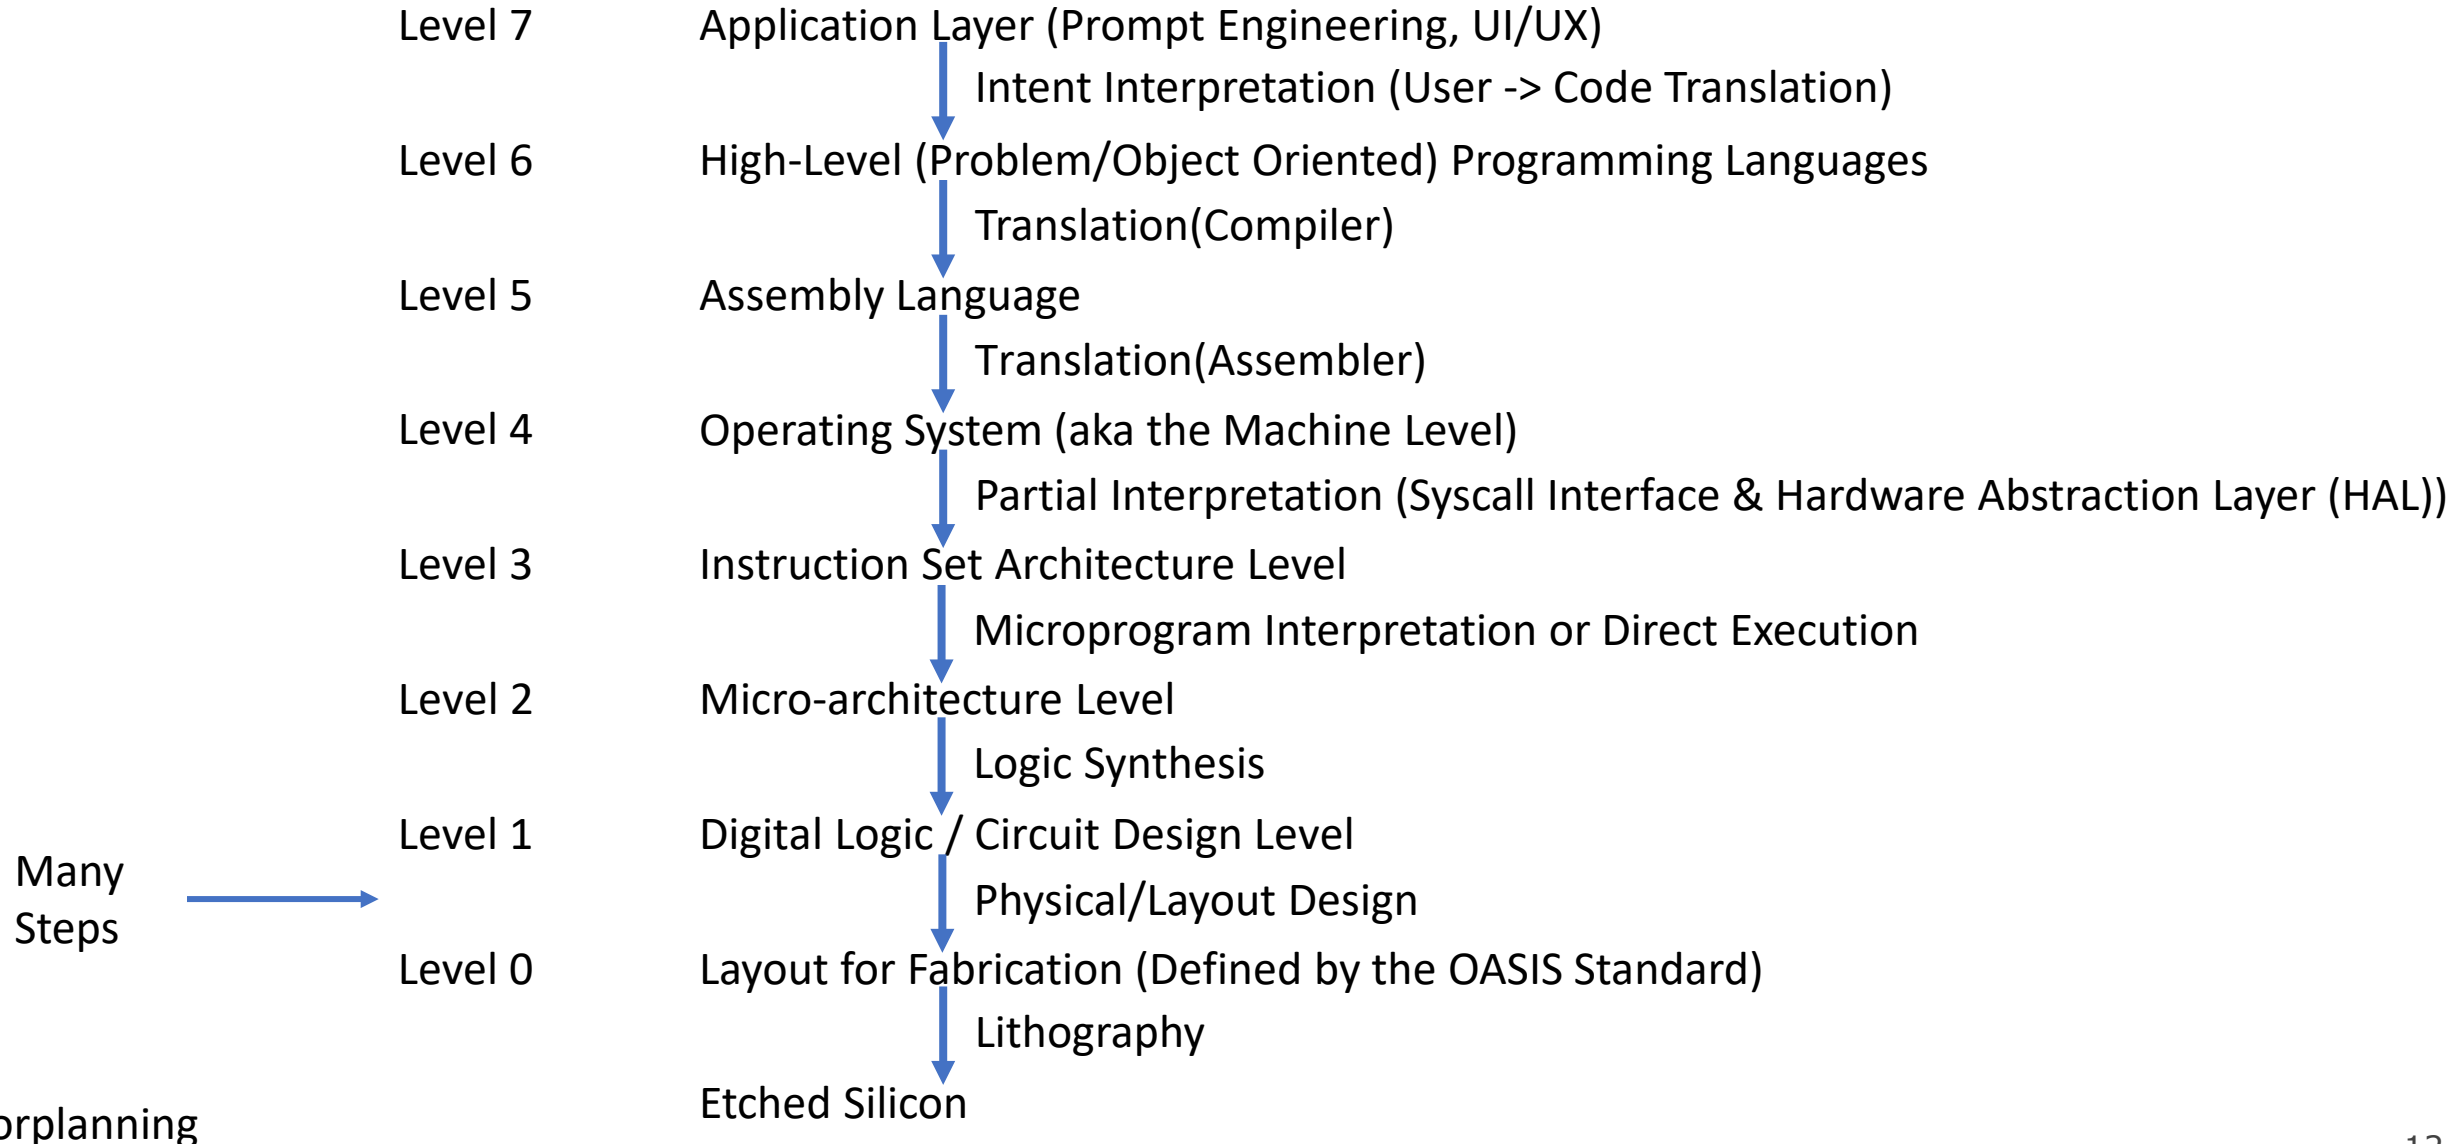 Level 7 Application Layer (Prompt Engineering, UI/UX)
Intent Interpretation (User -> Code Translation)
Level 6 High-Level (Problem/Object Oriented) Programming Languages
Translation(Compiler)
Level 5 Assembly Language
Translation(Assembler)
Level 4 Operating System (aka the Machine Level)
Partial Interpretation (Syscall Interface & Hardware Abstraction Layer (HAL))
Level 3 Instruction Set Architecture Level
Microprogram Interpretation or Direct Execution
Level 2 Micro-architecture Level
Logic Synthesis
Level 1 Digital Logic / Circuit Design Level
Many
Steps
Physical/Layout Design
Level 0 Layout for Fabrication (Defined by the OASIS Standard)
Lithography
Etched Silicon
orplanning